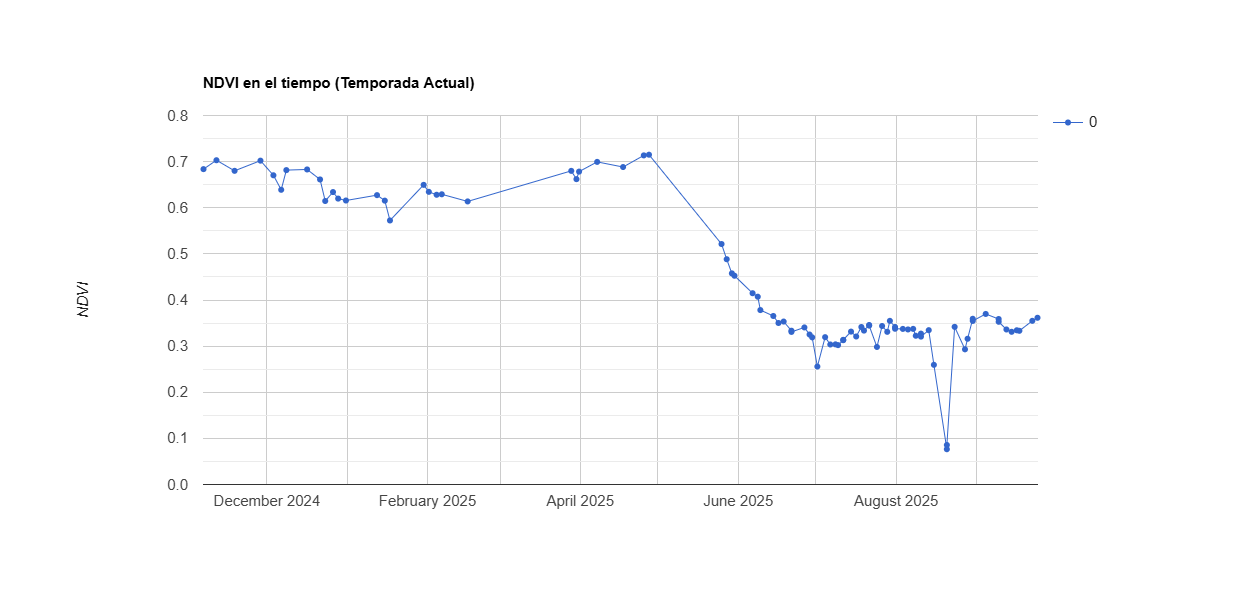 NDVI en el tiempo (Temporada Actual)
0.8
0.7
0.6
0.5
0.4
0.3
0.2
0.1
0.0
NDVI
December 2024
February 2025
April 2025
June 2025
August 2025
0